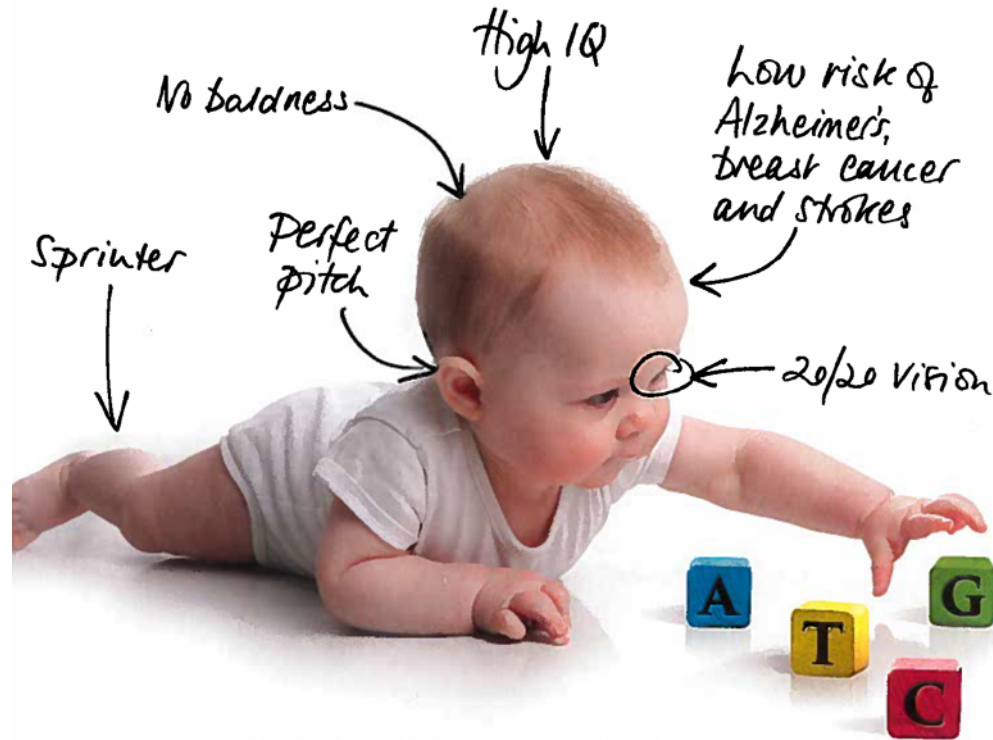 High IQ
No baldness
Low risk of
Alzheimer's,
breast cancer
and strokes
Perfect
pitch
Sprinter
20/20 vision
A
G
T
C